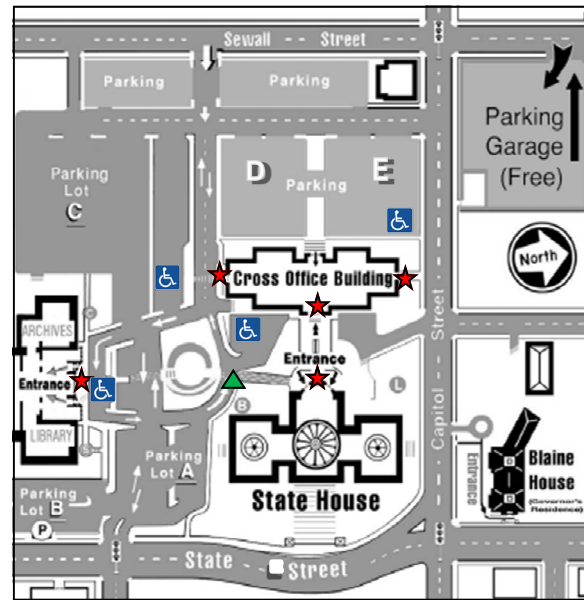 Sewall Street
Parking
Parking
Parking
Garage
(Free)
Parking
Lot
C
D
E
Parking
North
Cross Office Building
ARCHIVES
Entrance
LIBRARY
Entrance
L
B
Capitol Street
Parking
Lot A
State House
Entrance
Blaine
House
(Governor's
Residence)
Parking
Lot B
P
State Street